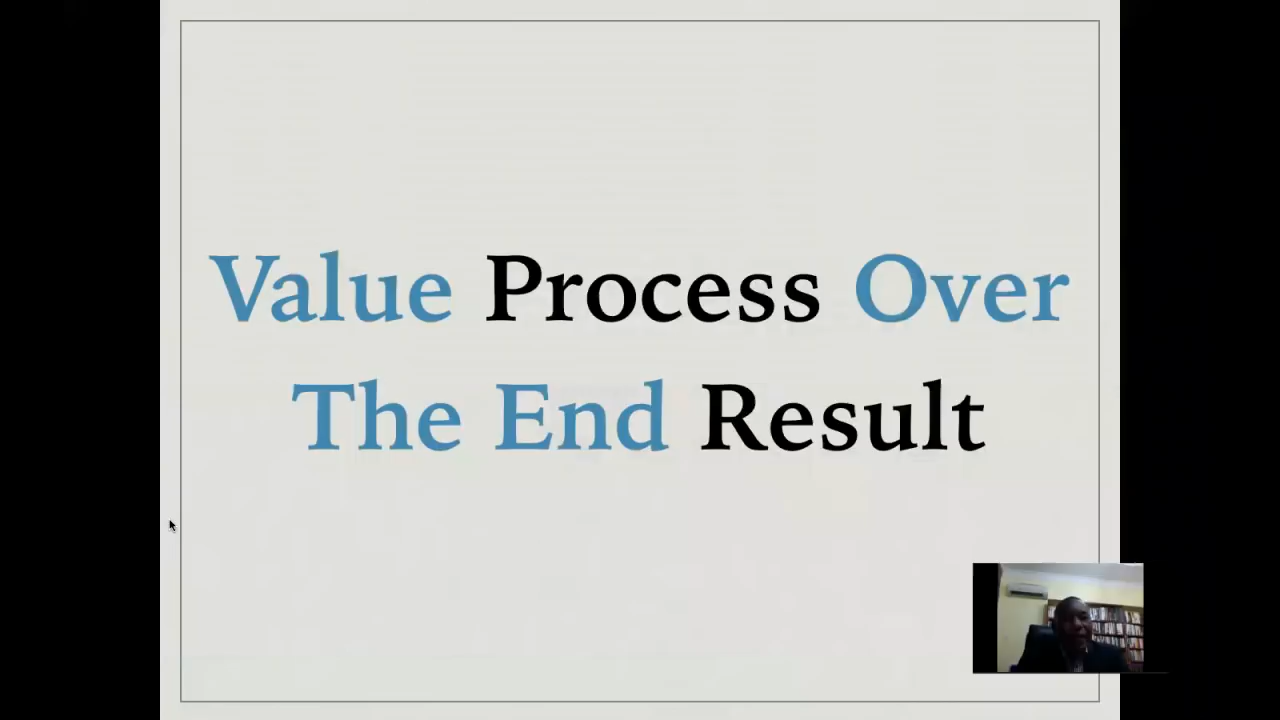 Value Process Over
The End Result